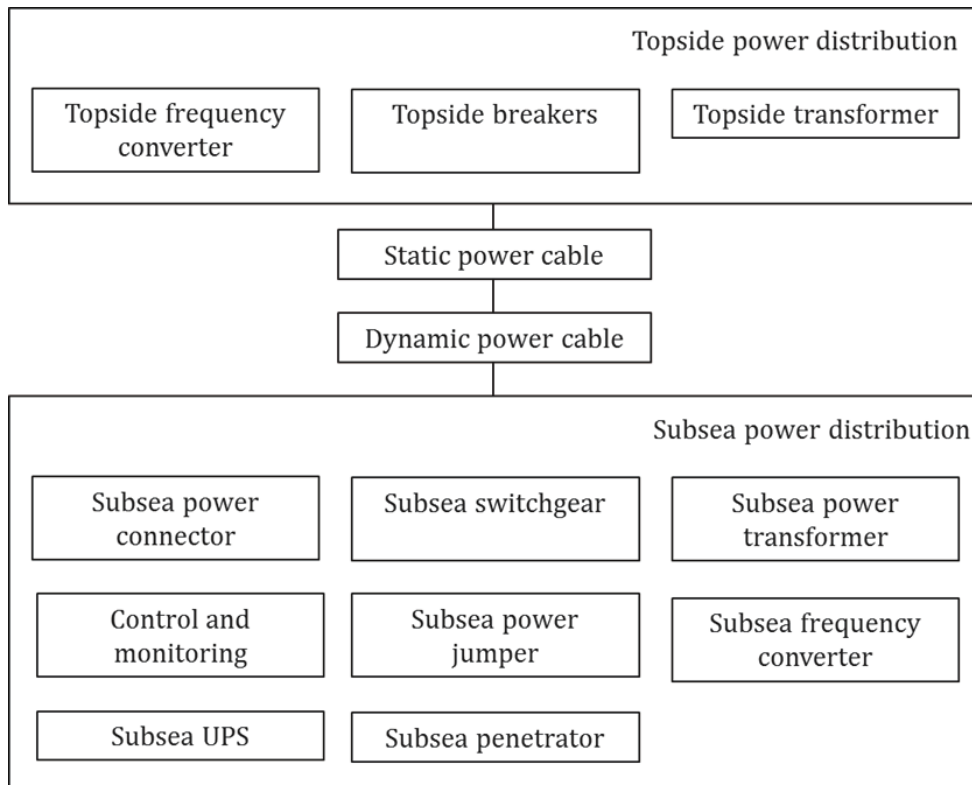 Topside power distribution
Topside frequency
converter
Topside breakers
Topside transformer
Static power cable
Dynamic power cable
Subsea power distribution
Subsea power
connector
Subsea switchgear
Subsea power
transformer
Control and
monitoring
Subsea power
jumper
Subsea frequency
converter
Subsea UPS
Subsea penetrator